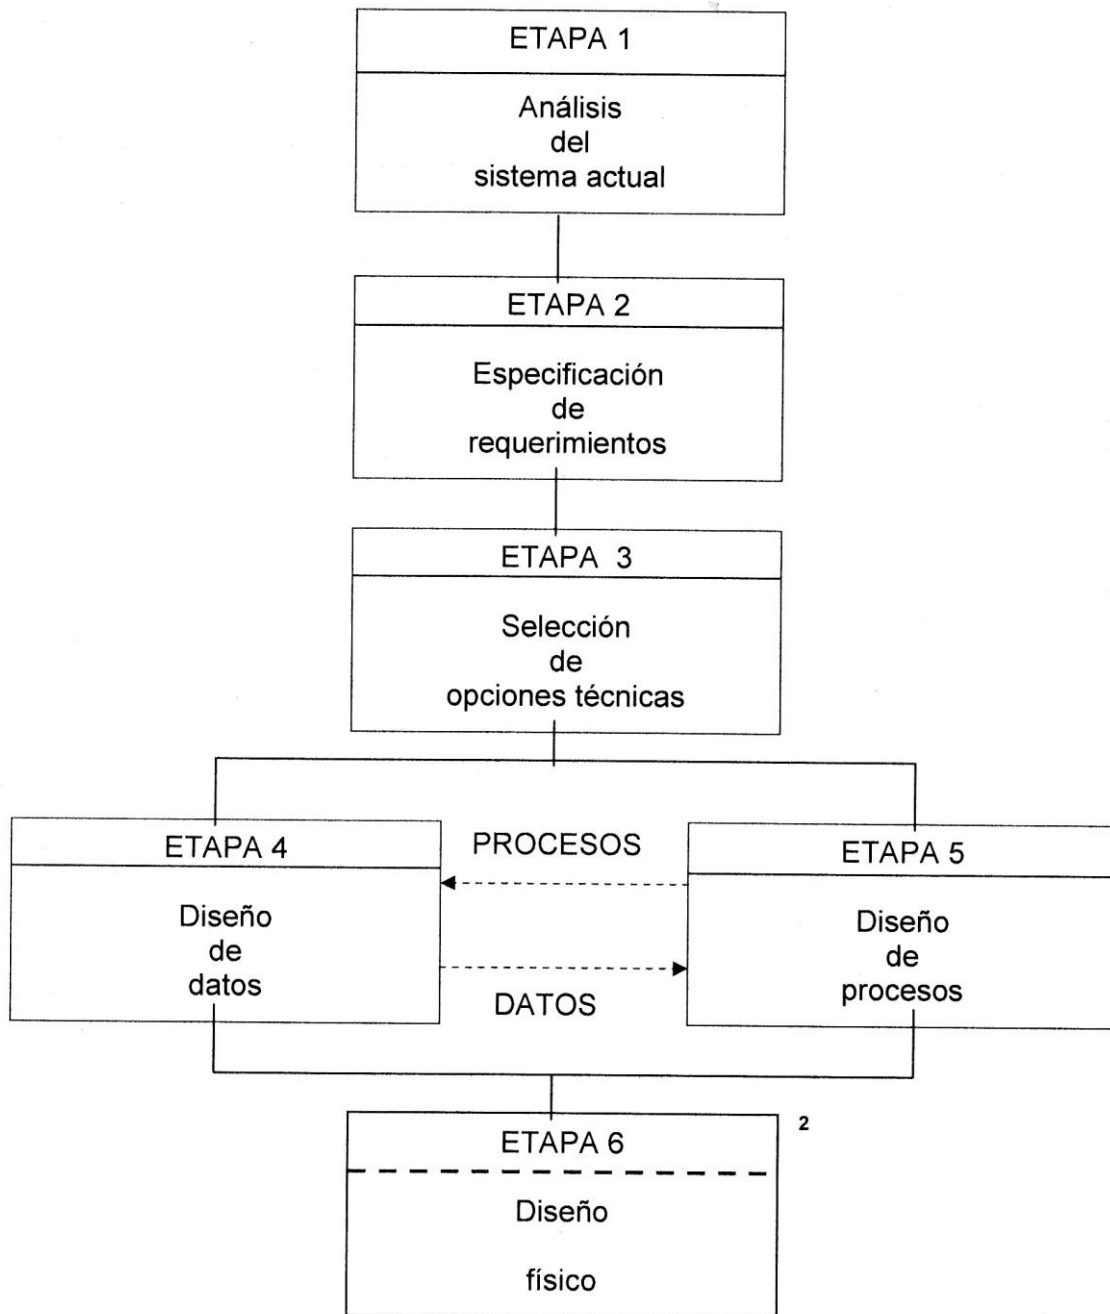 ETAPA 1
Análisis
del
sistema actual
ETAPA 2
Especificación
de
requerimientos
ETAPA 3
Selección
de
opciones técnicas
ETAPA 4
Diseño
de
datos
PROCESOS
DATOS
ETAPA 5
Diseño
de
procesos
2
ETAPA 6
Diseño
físico